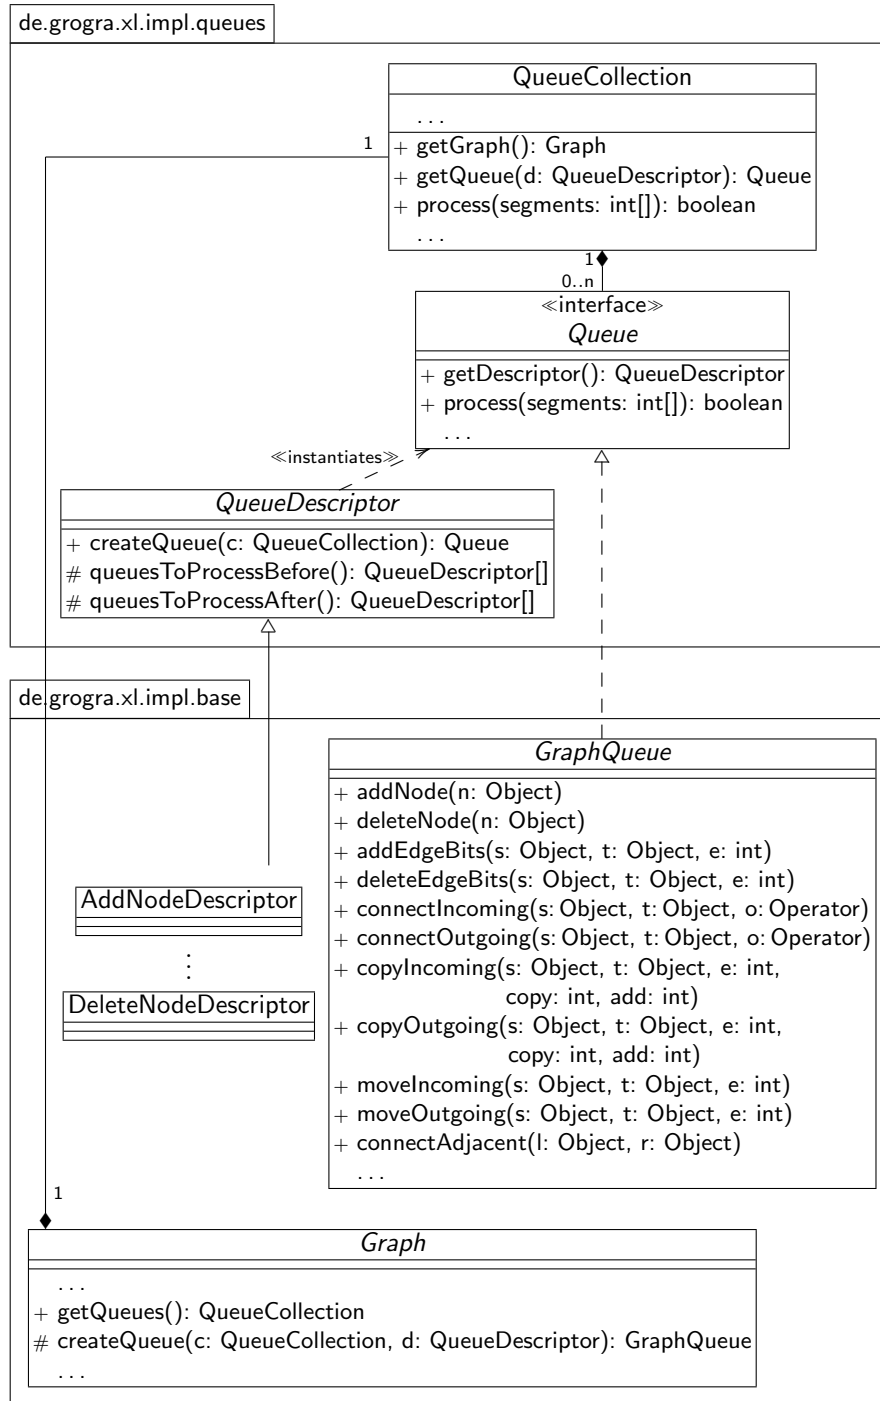 de.grogra.xl.impl.queues
QueueCollection
...
1
+ getGraph(): Graph
+ getQueue(d: QueueDescriptor): Queue
+ process(segments: int[]): boolean
...
1
0..n
≪interface≫
Queue
+ getDescriptor(): QueueDescriptor
+ process(segments: int[]): boolean
...
≪instantiates≫
QueueDescriptor
+ createQueue(c: QueueCollection): Queue
# queuesToProcessBefore(): QueueDescriptor[]
# queuesToProcessAfter(): QueueDescriptor[]
de.grogra.xl.impl.base
GraphQueue
+ addNode(n: Object)
+ deleteNode(n: Object)
+ addEdgeBits(s: Object, t: Object, e: int)
+ deleteEdgeBits(s: Object, t: Object, e: int)
+ connectIncoming(s: Object, t: Object, o: Operator)
+ connectOutgoing(s: Object, t: Object, o: Operator)
+ copyIncoming(s: Object, t: Object, e: int,
copy: int, add: int)
+ copyOutgoing(s: Object, t: Object, e: int,
copy: int, add: int)
+ moveIncoming(s: Object, t: Object, e: int)
+ moveOutgoing(s: Object, t: Object, e: int)
+ connectAdjacent(l: Object, r: Object)
...
AddNodeDescriptor
⋮
DeleteNodeDescriptor
1
Graph
...
+ getQueues(): QueueCollection
# createQueue(c: QueueCollection, d: QueueDescriptor): GraphQueue
...